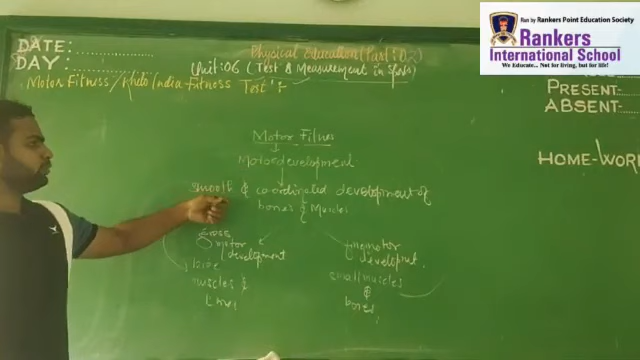 DATE:
DAY:
Physical Education (Part:02)
Unit:06 (Test & Measurement in Sports
Motor Fitness/Khelo India Fitness Test :-
Motor Fitnes
Motor development
smooth & co-ordinated development of
bones & Muscles
gross
motor
development
muscles &
fine motor
development.
small muscles
&
bones
Run by Rankers Point Education Society
Rankers
International School
We Educate.. Not for living, but for life!
PRESENT=
ABSENT=
HOME-WORK